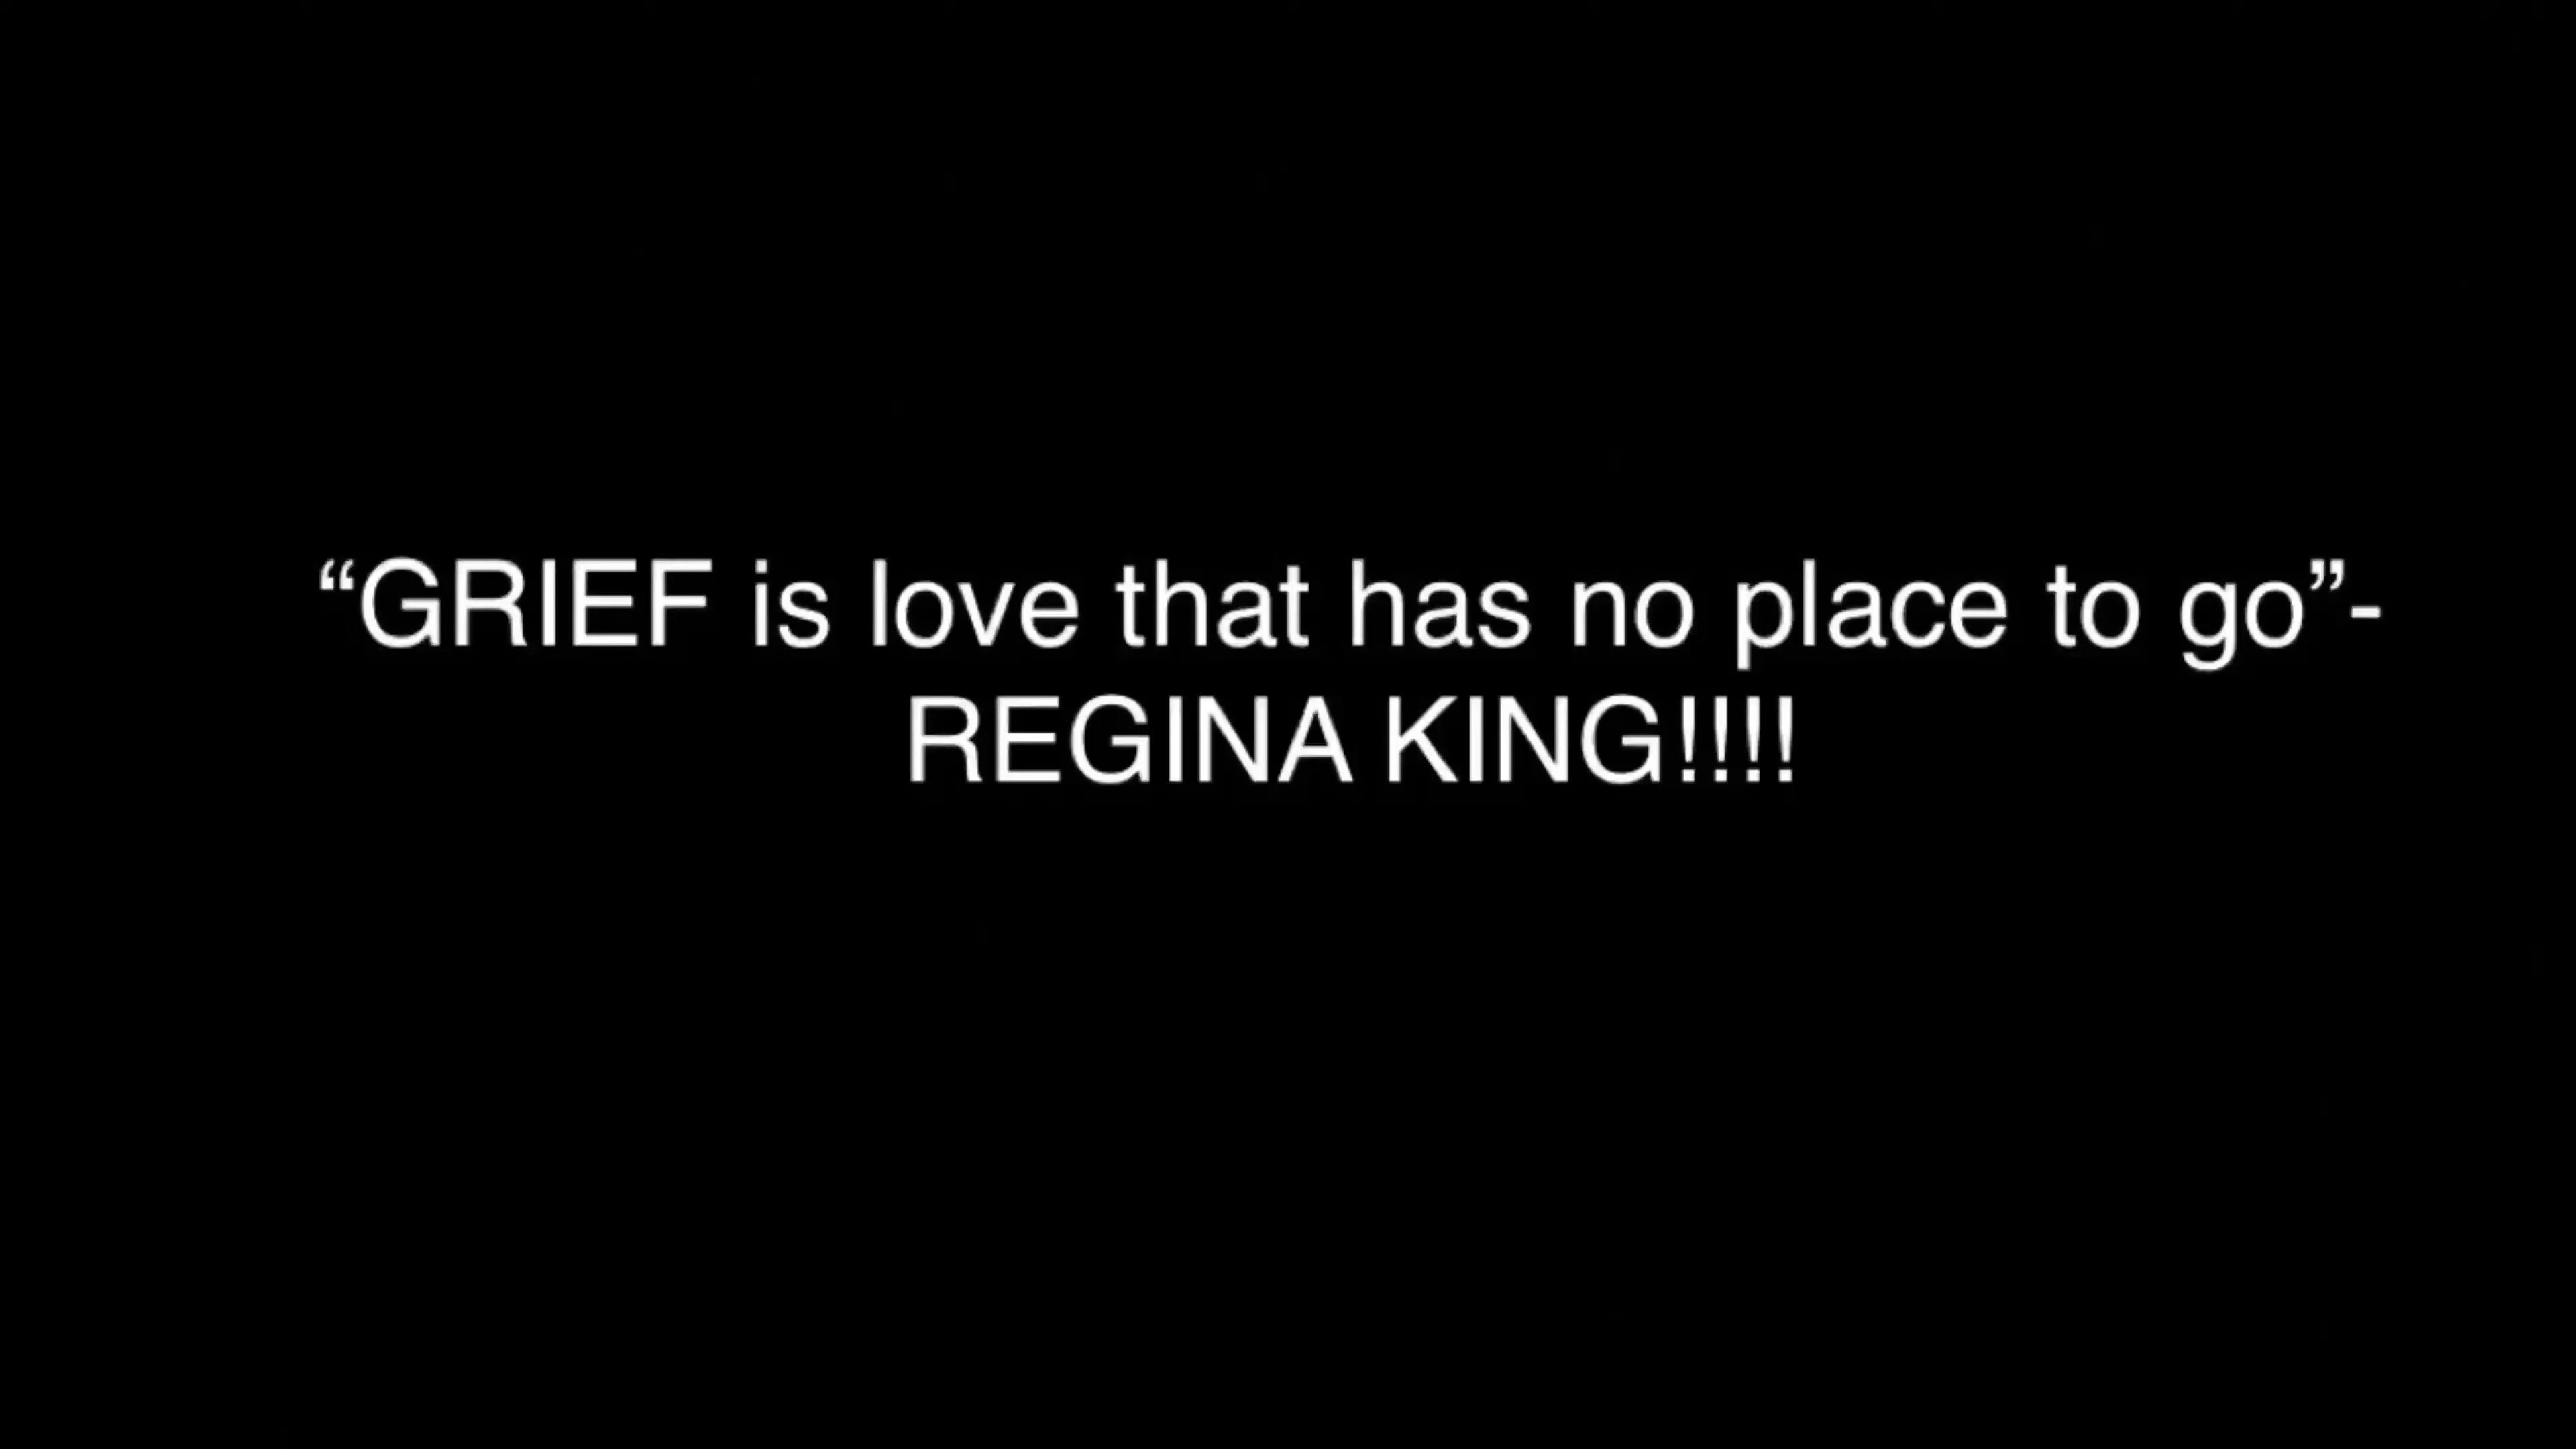 “GRIEF is love that has no place to go”-
REGINA KING!!!!